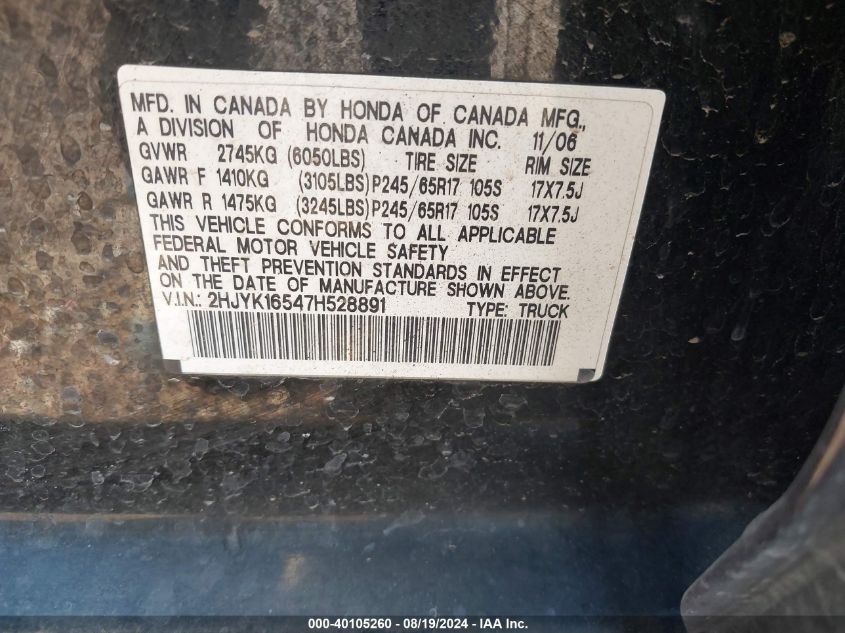 MFD. IN CANADA BY HONDA OF CANADA MFG.,
A DIVISION OF HONDA CANADA INC. 11/06
GVWR 2745KG (6050LBS) TIRE SIZE RIM SIZE
GAWR F 1410KG (3105LBS)P245/65R17 105S 17X7.5J
GAWR R 1475KG (3245LBS)P245/65R17 105S 17X7.5J
THIS VEHICLE CONFORMS TO ALL APPLICABLE
FEDERAL MOTOR VEHICLE SAFETY
AND THEFT PREVENTION STANDARDS IN EFFECT
ON THE DATE OF MANUFACTURE SHOWN ABOVE.
V.I.N.: 2HJYK16547H528891 TYPE: TRUCK
000-40105260 - 08/19/2024 - IAA Inc.